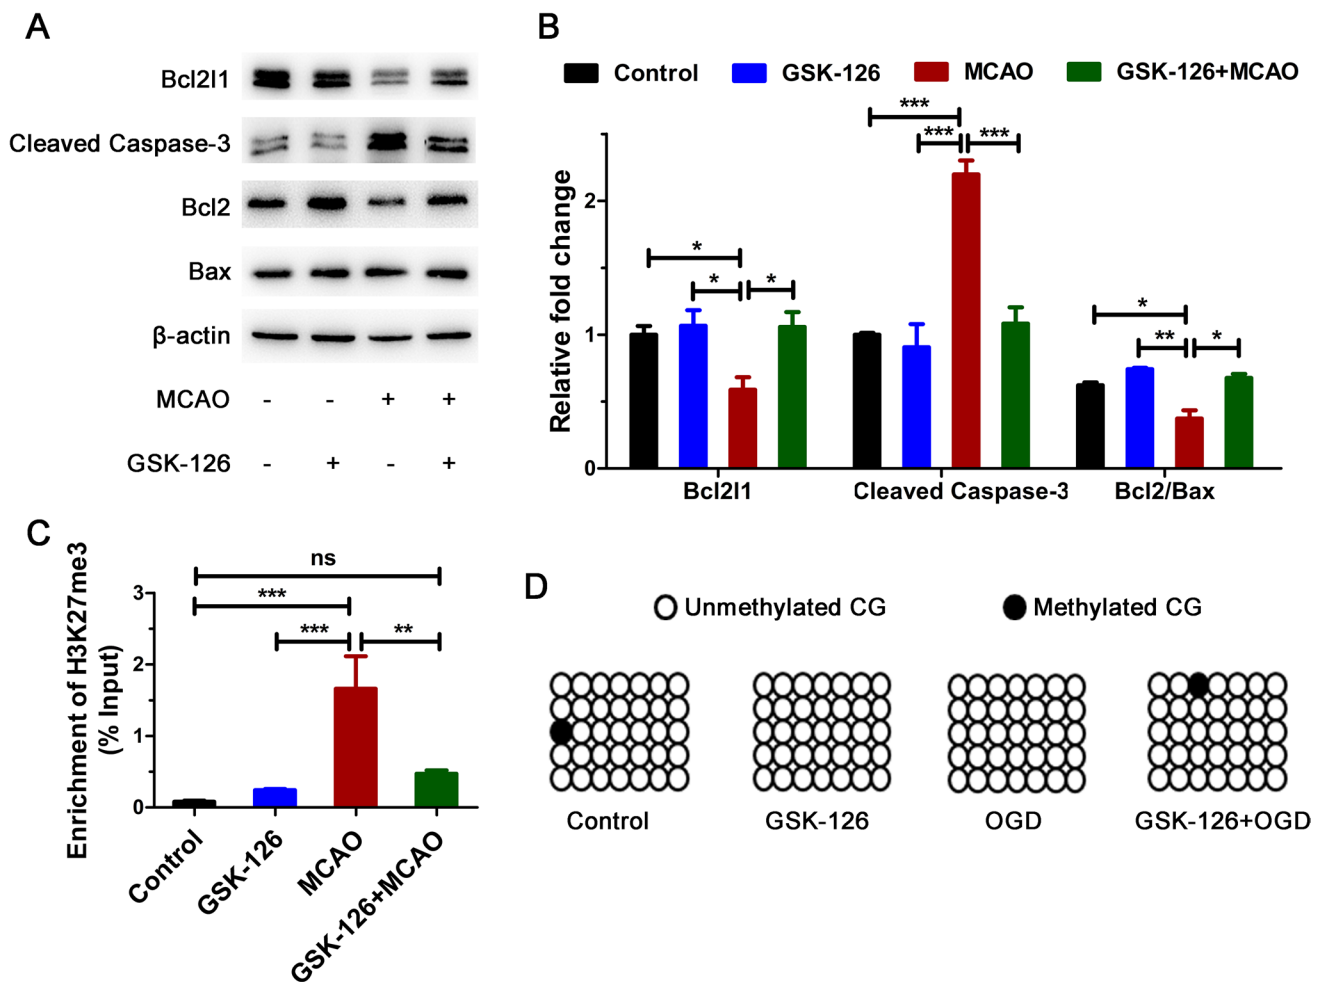 A
Bcl2l1
Cleaved Caspase-3
Bcl2
Bax
β-actin
MCAO - - + +
GSK-126 - + - +
B
Control GSK-126 MCAO GSK-126+MCAO
Relative fold change
2
1
0
***
*** ***
*
* *
*
** *
Bcl2l1 Cleaved Caspase-3 Bcl2/Bax
C
Enrichment of H3K27me3
(% Input)
3
2
1
0
ns
***
*** **
Control
GSK-126
MCAO
GSK-126+MCAO
D
Unmethylated CG Methylated CG
Control GSK-126 OGD GSK-126+OGD